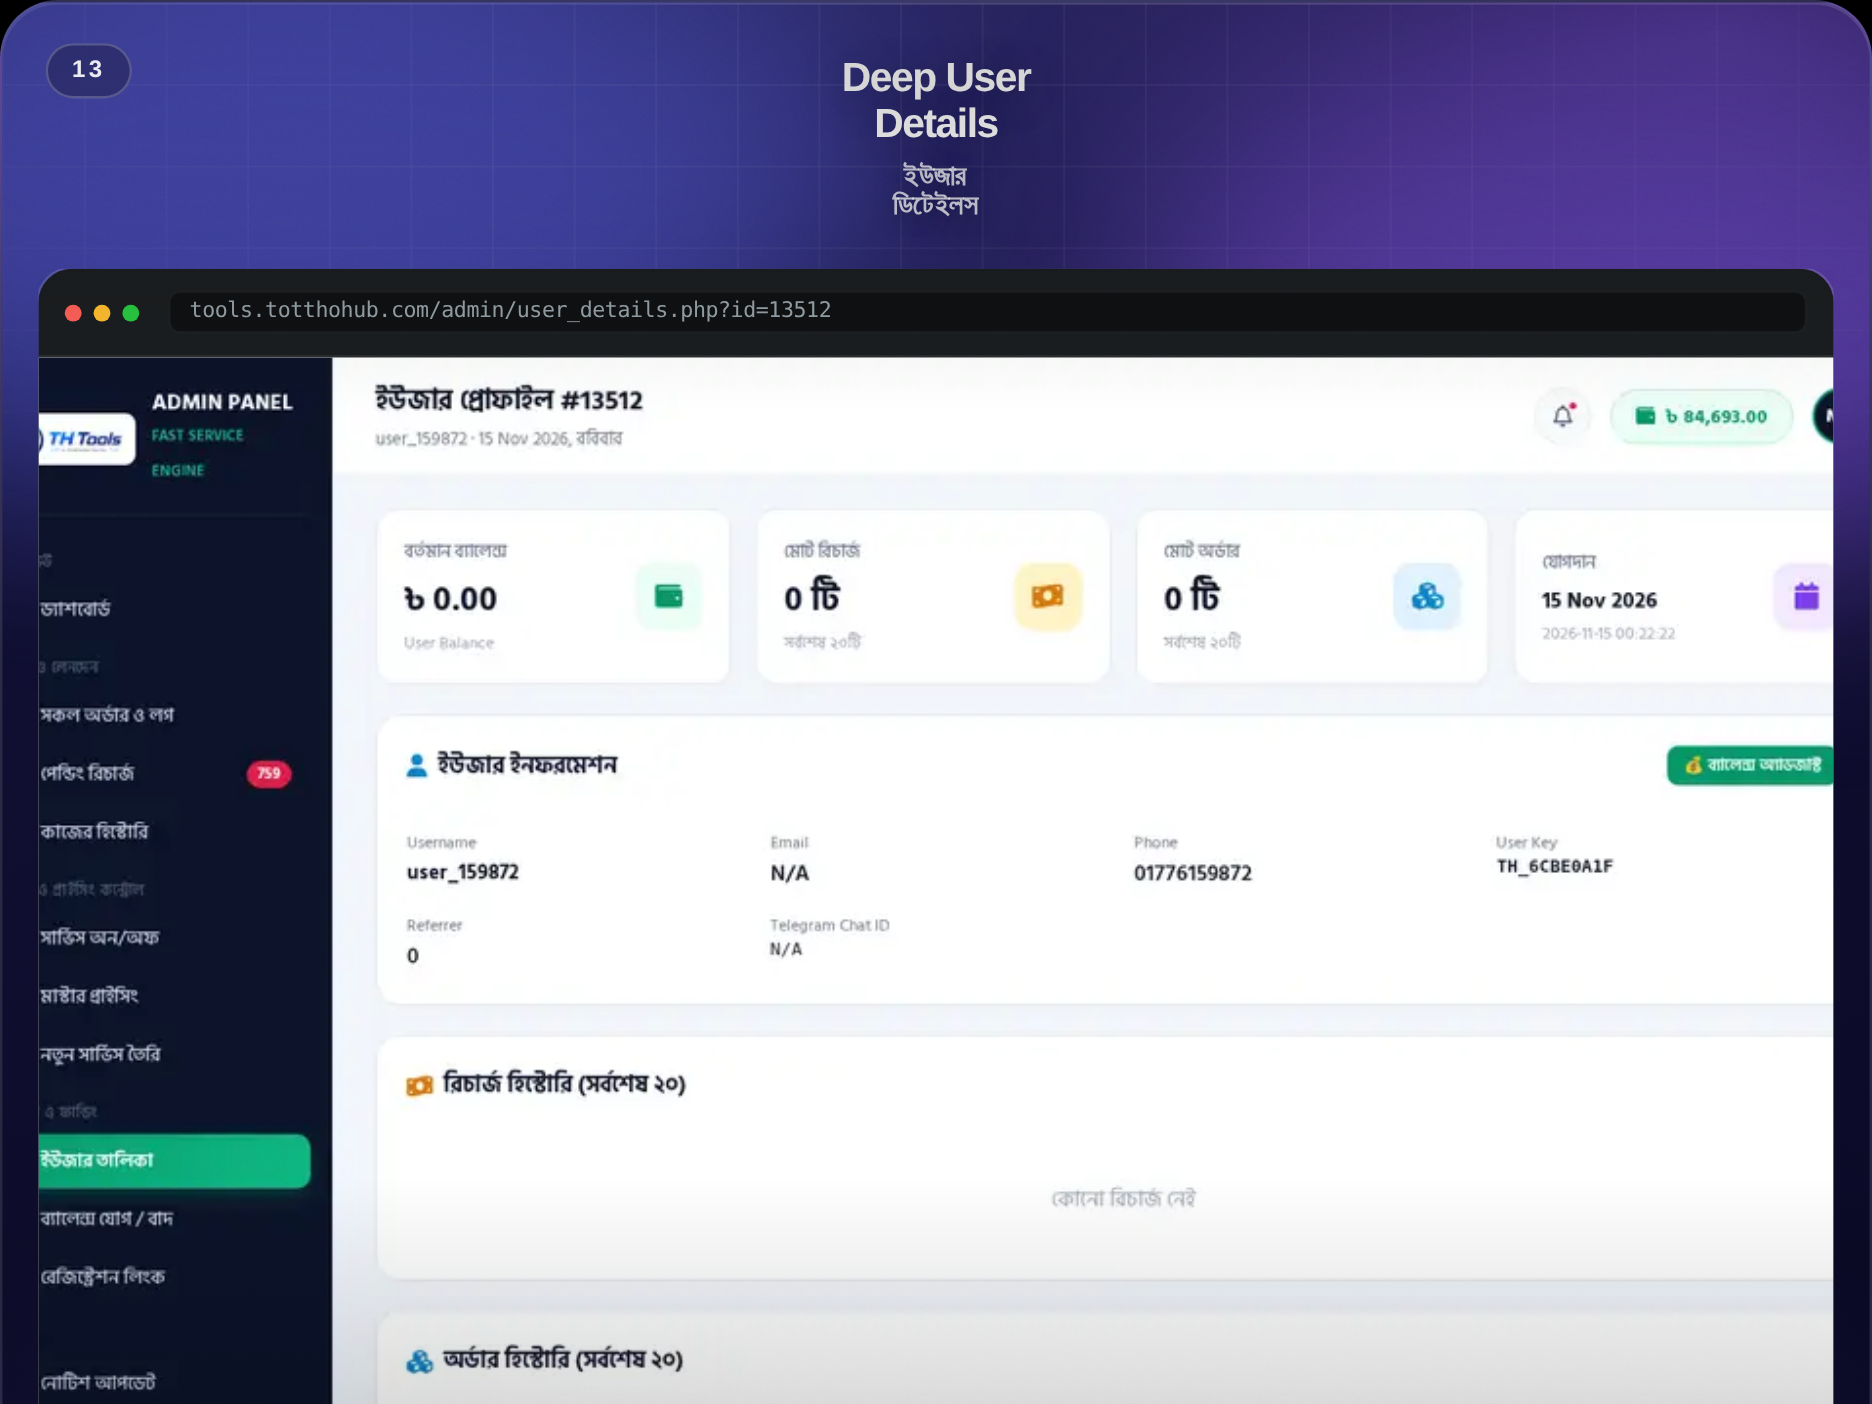 13
Deep User
Details
ইউজার
ডিটেইলস
tools.totthohub.com/admin/user_details.php?id=13512
TH Tools
ADMIN PANEL
FAST SERVICE
ENGINE
ড্যাশবোর্ড
ও লেনদেন
সকল অর্ডার ও লগ
পেন্ডিং রিচার্জ
759
কাজের হিস্টোরি
ও প্রাইসিং কন্ট্রোল
সার্ভিস অন/অফ
মাস্টার প্রাইসিং
নতুন সার্ভিস তৈরি
ও ফান্ডিং
ইউজার তালিকা
ব্যালেন্স যোগ / বাদ
রেজিস্ট্রেশন লিংক
নোটিশ আপডেট
ইউজার প্রোফাইল #13512
user_159872 · 15 Nov 2026, রবিবার
৳ 84,693.00
বর্তমান ব্যালেন্স
৳ 0.00
User Balance
মোট রিচার্জ
0 টি
সর্বশেষ ২০টি
মোট অর্ডার
0 টি
সর্বশেষ ২০টি
যোগদান
15 Nov 2026
2026-11-15 00:22:22
ইউজার ইনফরমেশন
ব্যালেন্স অ্যাডজাস্ট
Username
user_159872
Email
N/A
Phone
01776159872
User Key
TH_6CBE0A1F
Referrer
0
Telegram Chat ID
N/A
রিচার্জ হিস্টোরি (সর্বশেষ ২০)
কোনো রিচার্জ নেই
অর্ডার হিস্টোরি (সর্বশেষ ২০)